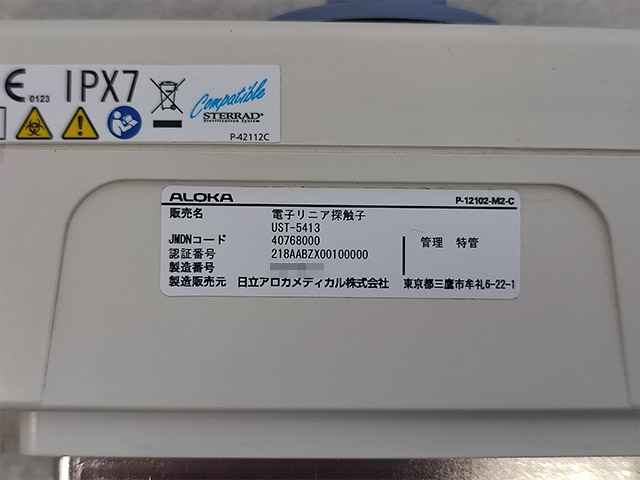 CE 0123 IPX7
Compatible
STERRAD®
Sterilization System
P-42112C
ALOKA P-12102-M2-C
販売名 電子リニア探触子
UST-5413
JMDNコード 40768000
認証番号 218AABZX00100000
管理 特管
製造番号
製造販売元 日立アロカメディカル株式会社 東京都三鷹市牟礼6-22-1